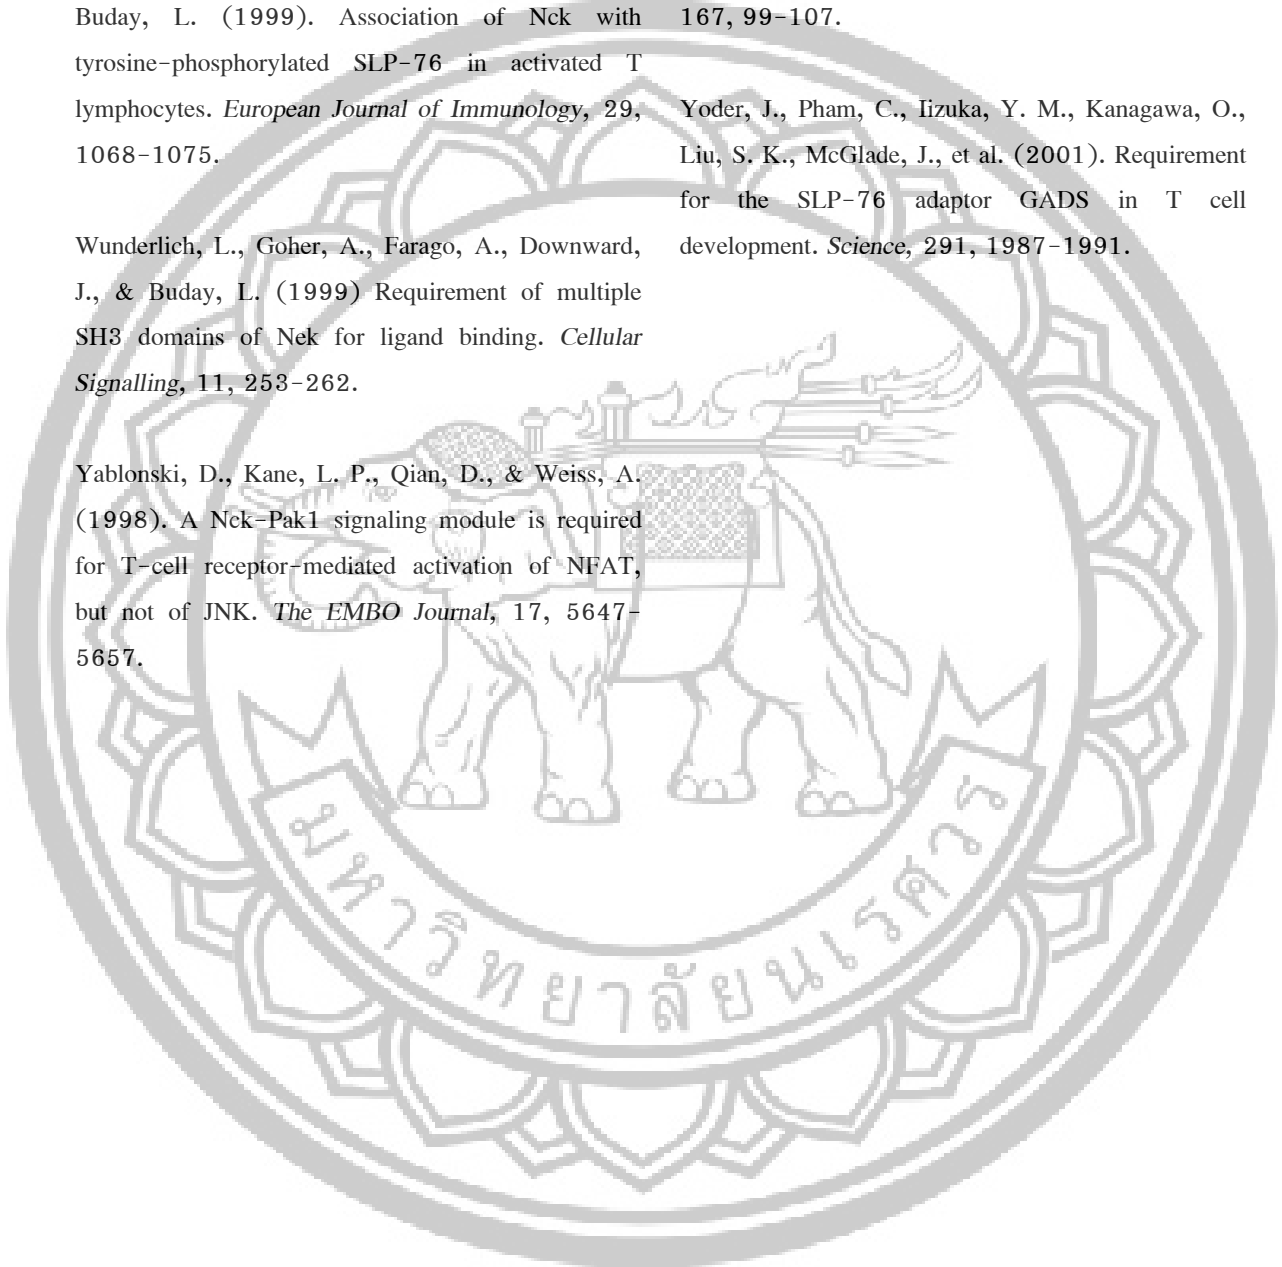 Buday, L. (1999). Association of Nck with
tyrosine-phosphorylated SLP-76 in activated T
lymphocytes. European Journal of Immunology, 29,
1068-1075.
Wunderlich, L., Goher, A., Farago, A., Downward,
J., & Buday, L. (1999) Requirement of multiple
SH3 domains of Nek for ligand binding. Cellular
Signalling, 11, 253-262.
Yablonski, D., Kane, L. P., Qian, D., & Weiss, A.
(1998). A Nck-Pak1 signaling module is required
for T-cell receptor-mediated activation of NFAT,
but not of JNK. The EMBO Journal, 17, 5647-
5657.
167, 99-107.
Yoder, J., Pham, C., Iizuka, Y. M., Kanagawa, O.,
Liu, S. K., McGlade, J., et al. (2001). Requirement
for the SLP-76 adaptor GADS in T cell
development. Science, 291, 1987-1991.
มหาวิทยาลัยนเรศวร